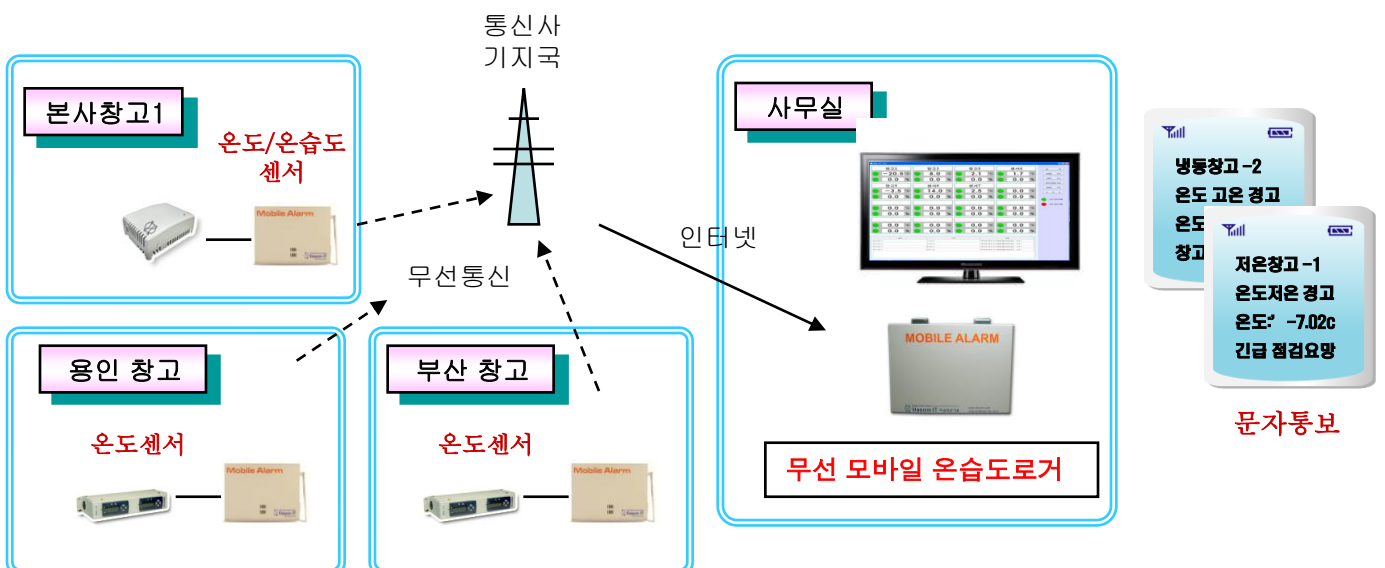 통신사
기지국
본사창고1
온도/온습도
센서
Mobile Alarm
무선통신
용인 창고
온도센서
Mobile Alarm
부산 창고
온도센서
Mobile Alarm
인터넷
사무실
MOBILE ALARM
무선 모바일 온습도로거
냉동창고-2
온도 고온 경고
온도
창고
저온창고-1
온도저온 경고
온도:' -7.02c
긴급 점검요망
문자통보